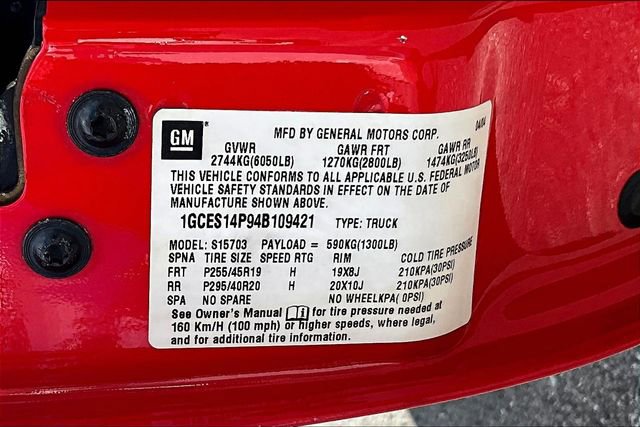 GM
MFD BY GENERAL MOTORS CORP. 04/04
GVWR GAWR FRT GAWR RR
2744KG(6050LB) 1270KG(2800LB) 1474KG(3250LB)
THIS VEHICLE CONFORMS TO ALL APPLICABLE U.S. FEDERAL MOTOR
VEHICLE SAFETY STANDARDS IN EFFECT ON THE DATE OF
MANUFACTURE SHOWN ABOVE.
1GCES14P94B109421 TYPE: TRUCK
MODEL: S15703 PAYLOAD = 590KG(1300LB)
SPNA TIRE SIZE SPEED RTG RIM COLD TIRE PRESSURE
FRT P255/45R19 H 19X8J 210KPA(30PSI)
RR P295/40R20 H 20X10J 210KPA(30PSI)
SPA NO SPARE NO WHEELKPA( 0PSI)
See Owner's Manual i for tire pressure needed at
160 Km/H (100 mph) or higher speeds, where legal,
and for additional tire information.